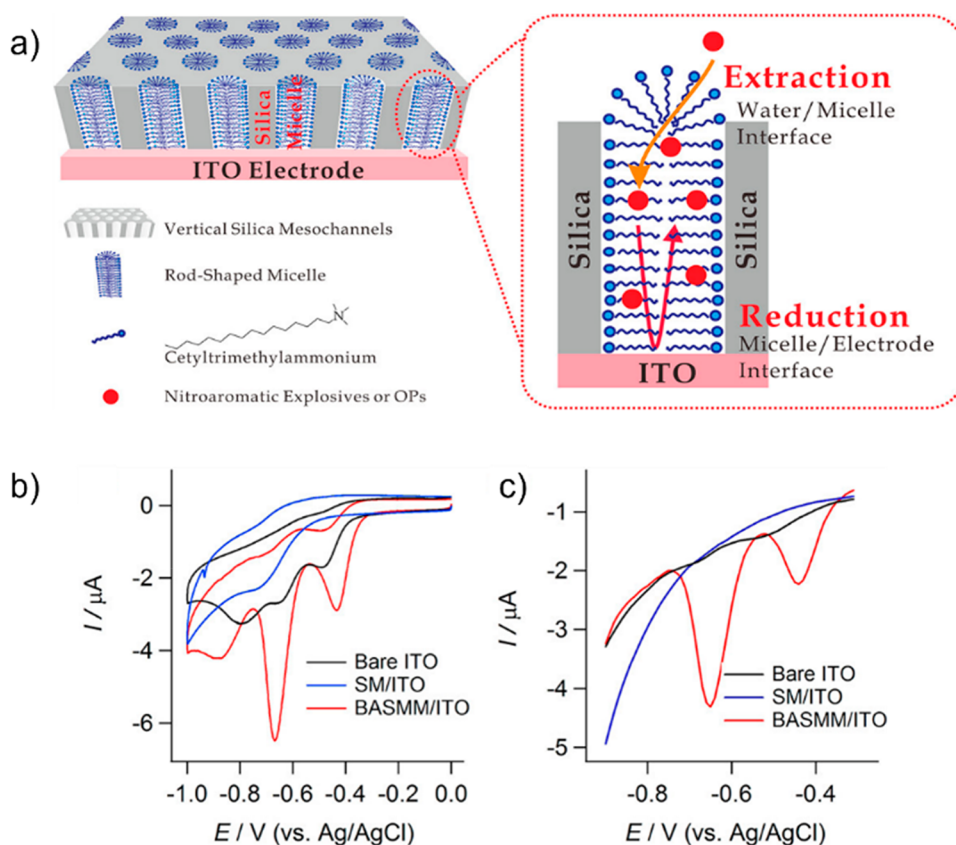 a)
Silica
Micelle
ITO Electrode
Vertical Silica Mesochannels
Rod-Shaped Micelle
N
Cetyltrimethylammonium
Nitroaromatic Explosives or OPs
Extraction
Water/Micelle
Interface
Silica
Silica
Reduction
Micelle/Electrode
Interface
ITO
b)
0
-2
-4
-6
I / µA
Bare ITO
SM/ITO
BASMM/ITO
-1.0 -0.8 -0.6 -0.4 -0.2 0.0
E / V (vs. Ag/AgCl)
c)
-1
-2
-3
-4
-5
I / µA
Bare ITO
SM/ITO
BASMM/ITO
-0.8 -0.6 -0.4
E / V (vs. Ag/AgCl)